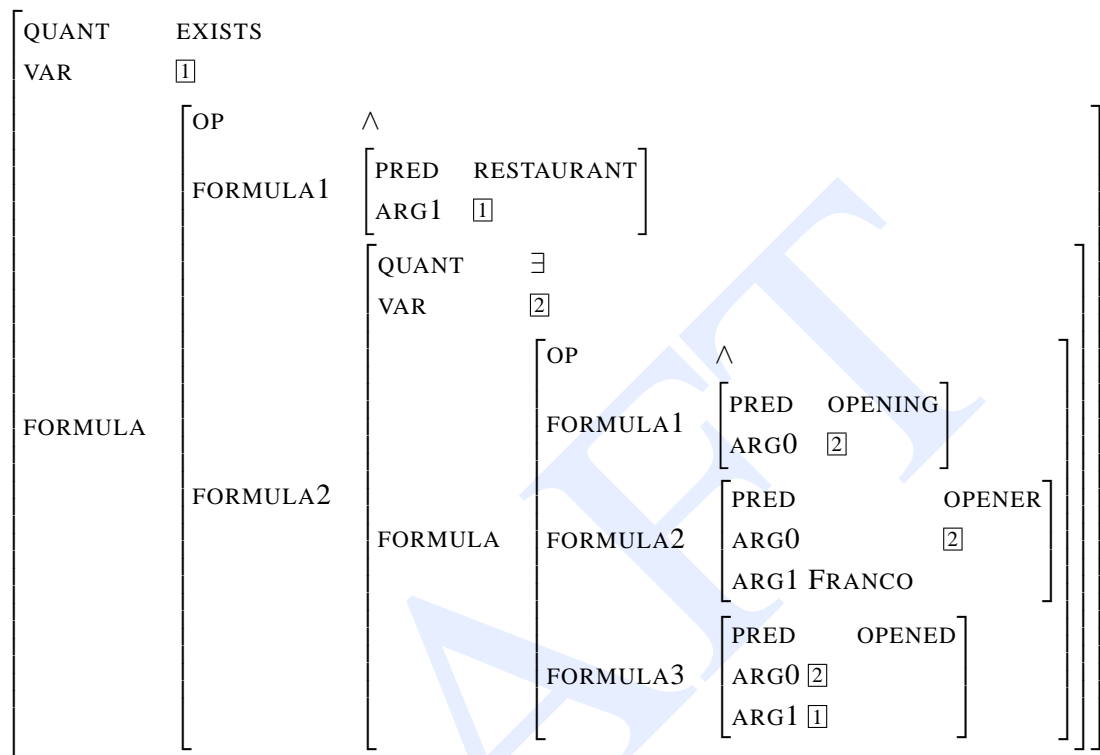 QUANT EXISTS
VAR 1
OP ∧
PRED RESTAURANT
FORMULA1
ARG1 1
QUANT ∃
VAR 2
OP ∧
PRED OPENING
FORMULA1
ARG0 2
FORMULA
FORMULA2
PRED OPENER
FORMULA FORMULA2 ARG0 2
ARG1 FRANCO
PRED OPENED
FORMULA3 ARG0 2
ARG1 1
AFT